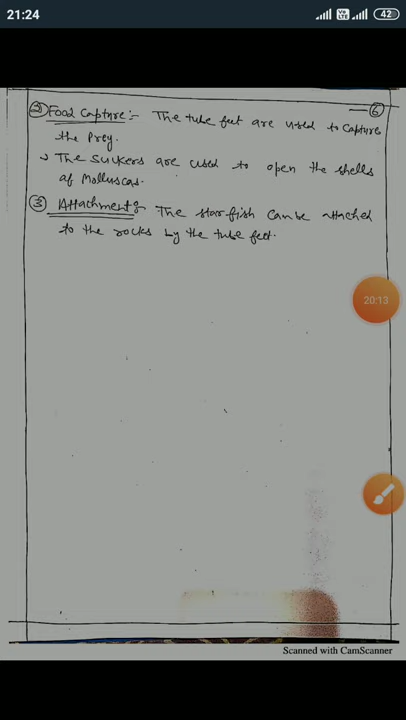 21:24
Vo LTE
42
② Food Capture:- The tube feet are used to Capture — ⑥
the Prey.
→ The suckers are used to open the shells
of Molluscas.
③ Attachment:- The star-fish can be attached
to the rocks by the tube feet.
20:13
Scanned with CamScanner